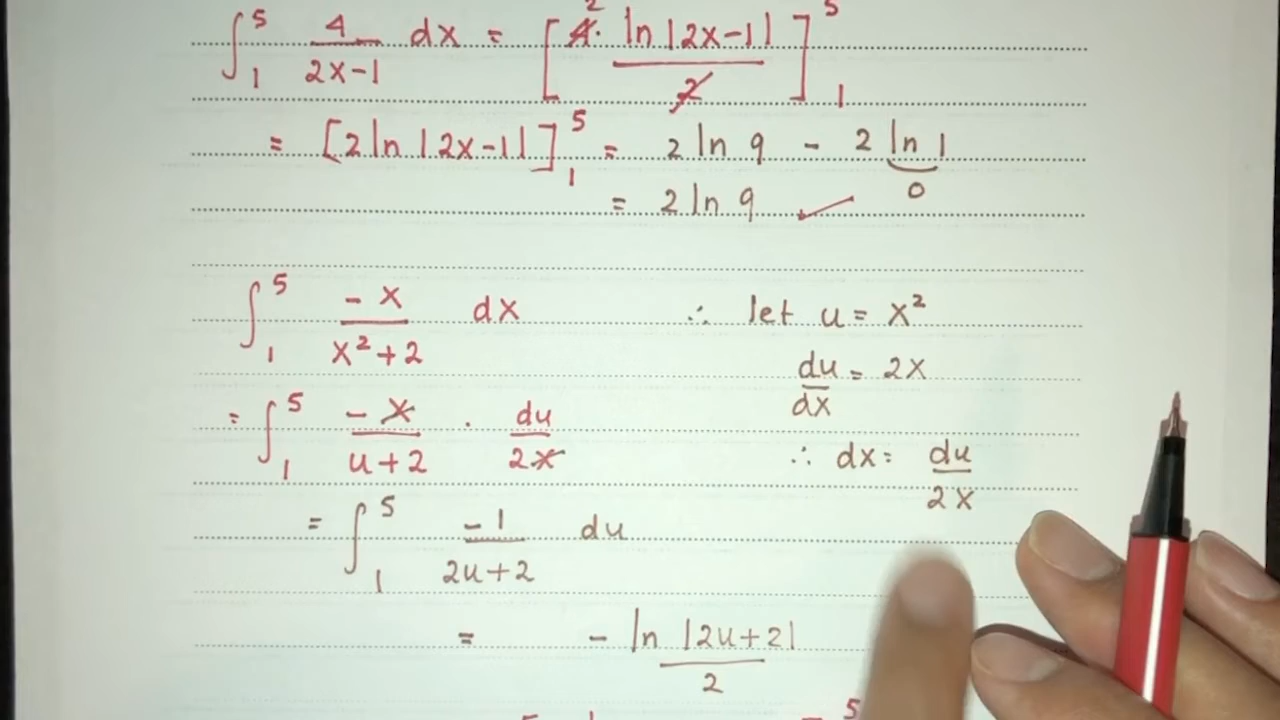 ∫₁⁵ 4/(2x-1) dx = [4̶² · ln|2x-1| / 2̶]₁⁵
= [2 ln |2x-1|]₁⁵ = 2 ln 9 - 2 ln 1
0
= 2 ln 9 ✓
∫₁⁵ -x/(x²+2) dx ∴ let u = x²
du/dx = 2x
= ∫₁⁵ -x̶/(u+2) · du/2x̶
∴ dx = du/2x
= ∫₁⁵ -1/(2u+2) du
= - ln |2u+2| / 2
5